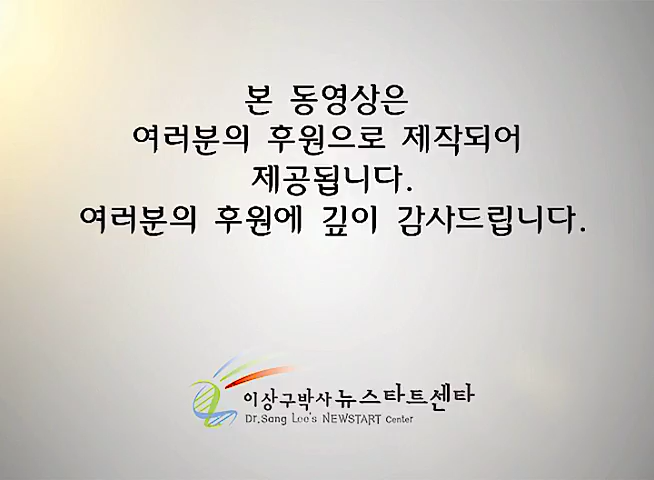 본 동영상은
여러분의 후원으로 제작되어
제공됩니다.
여러분의 후원에 깊이 감사드립니다.
이상구박사 뉴스타트센타
Dr.Sang Lee's NEWSTART Center